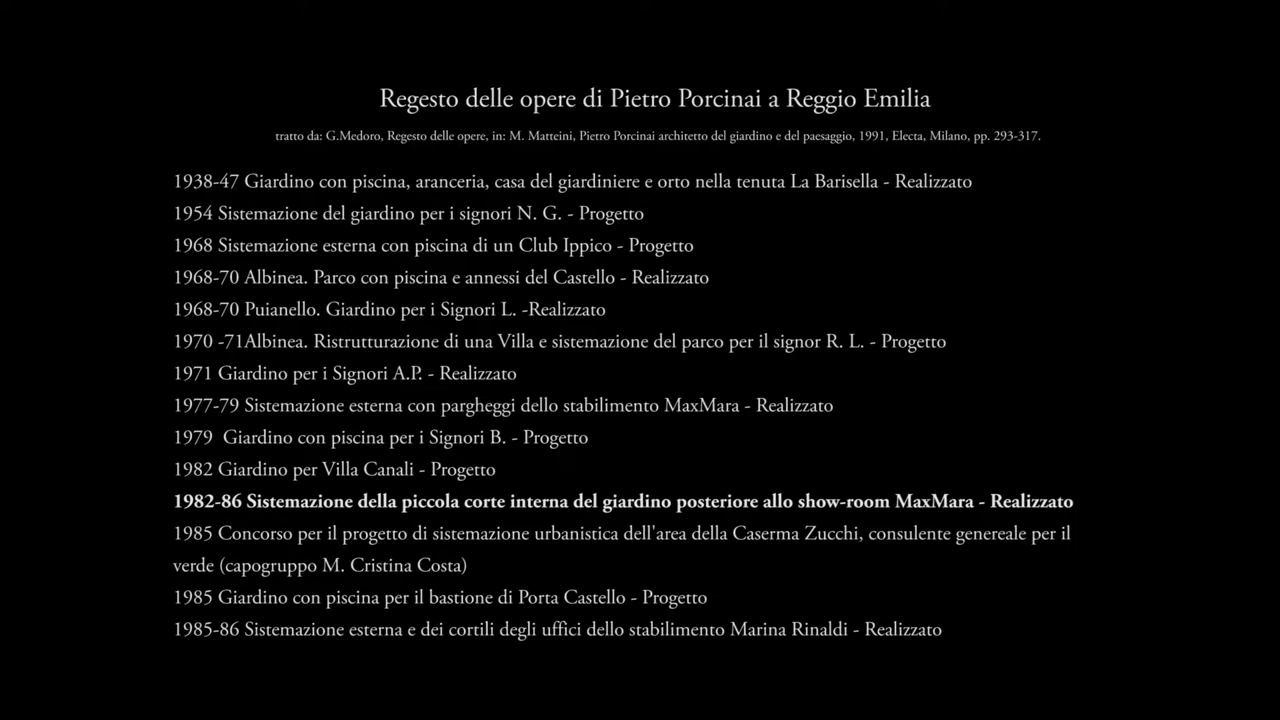 Regesto delle opere di Pietro Porcinai a Reggio Emilia
tratto da: G.Medoro, Regesto delle opere, in: M. Matteini, Pietro Porcinai architetto del giardino e del paesaggio, 1991, Electa, Milano, pp. 293-317.
1938-47 Giardino con piscina, aranceria, casa del giardiniere e orto nella tenuta La Barisella - Realizzato
1954 Sistemazione del giardino per i signori N. G. - Progetto
1968 Sistemazione esterna con piscina di un Club Ippico - Progetto
1968-70 Albinea. Parco con piscina e annessi del Castello - Realizzato
1968-70 Puianello. Giardino per i Signori L. -Realizzato
1970 -71Albinea. Ristrutturazione di una Villa e sistemazione del parco per il signor R. L. - Progetto
1971 Giardino per i Signori A.P. - Realizzato
1977-79 Sistemazione esterna con pargheggi dello stabilimento MaxMara - Realizzato
1979  Giardino con piscina per i Signori B. - Progetto
1982 Giardino per Villa Canali - Progetto
1982-86 Sistemazione della piccola corte interna del giardino posteriore allo show-room MaxMara - Realizzato
1985 Concorso per il progetto di sistemazione urbanistica dell'area della Caserma Zucchi, consulente genereale per il
verde (capogruppo M. Cristina Costa)
1985 Giardino con piscina per il bastione di Porta Castello - Progetto
1985-86 Sistemazione esterna e dei cortili degli uffici dello stabilimento Marina Rinaldi - Realizzato